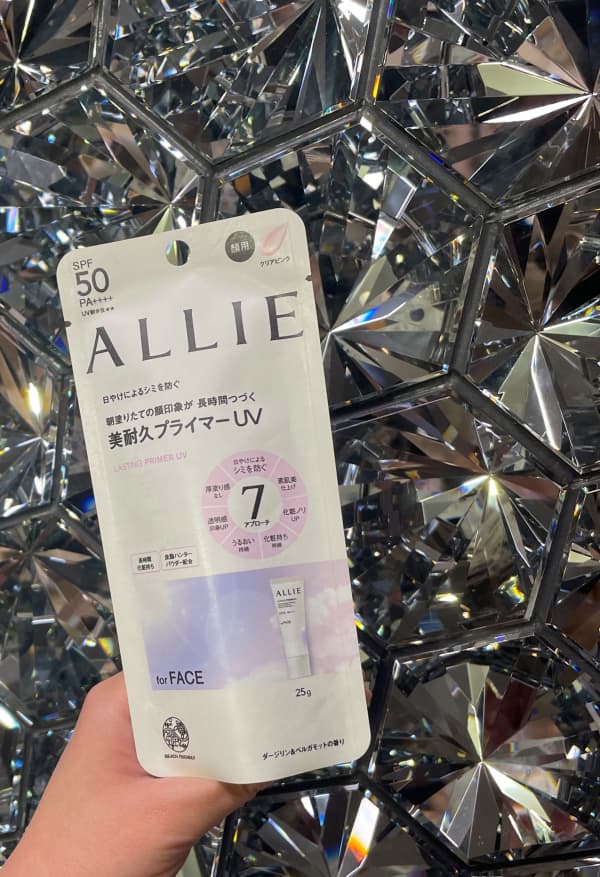 SPF
50
PA++++
UV耐水性★★
顔用
クリアピンク
ALLIE
日やけによるシミを防ぐ
朝塗りたての顔印象が 長時間つづく
美耐久プライマーUV
LASTING PRIMER UV
日やけによる
シミを防ぐ
素肌美
仕上げ
化粧ノリ
UP
化粧持ち
持続
うるおい
持続
透明感
印象UP
厚塗り感
なし
7
アプローチ
長時間
化粧持ち
皮脂ハンター
パウダー配合
ALLIE
for FACE
25g
BEACH FRIENDLY
ダージリン&ベルガモットの香り